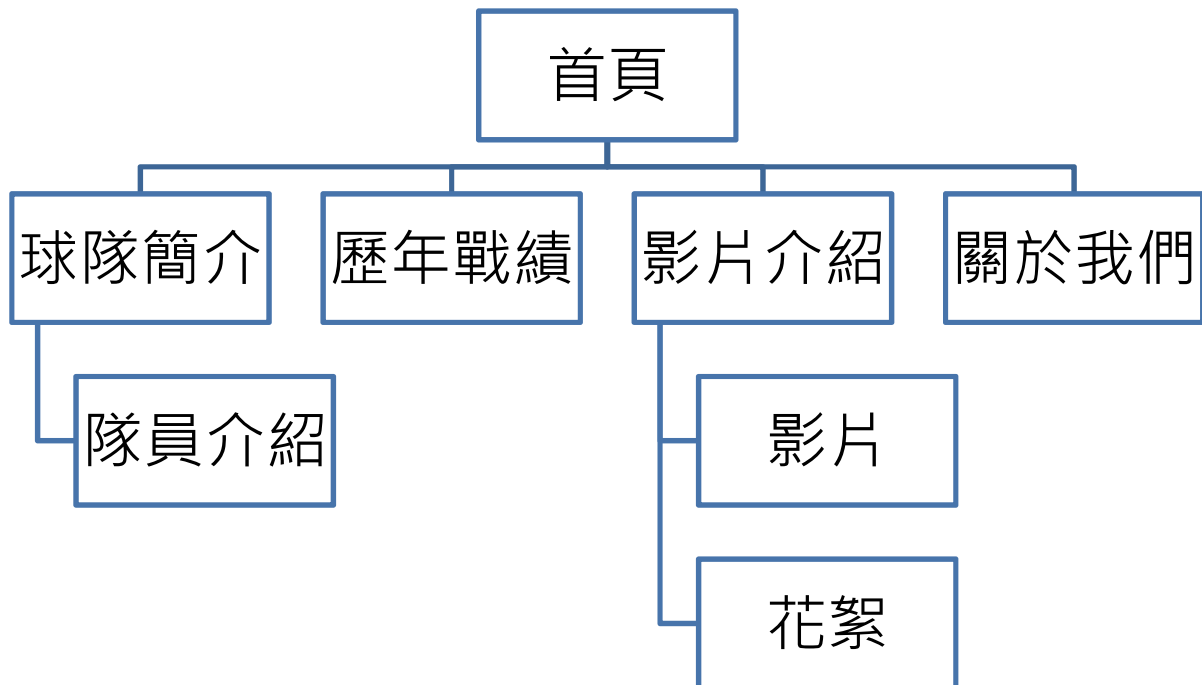 首頁
球隊簡介
歷年戰績
影片介紹
關於我們
隊員介紹
影片
花絮